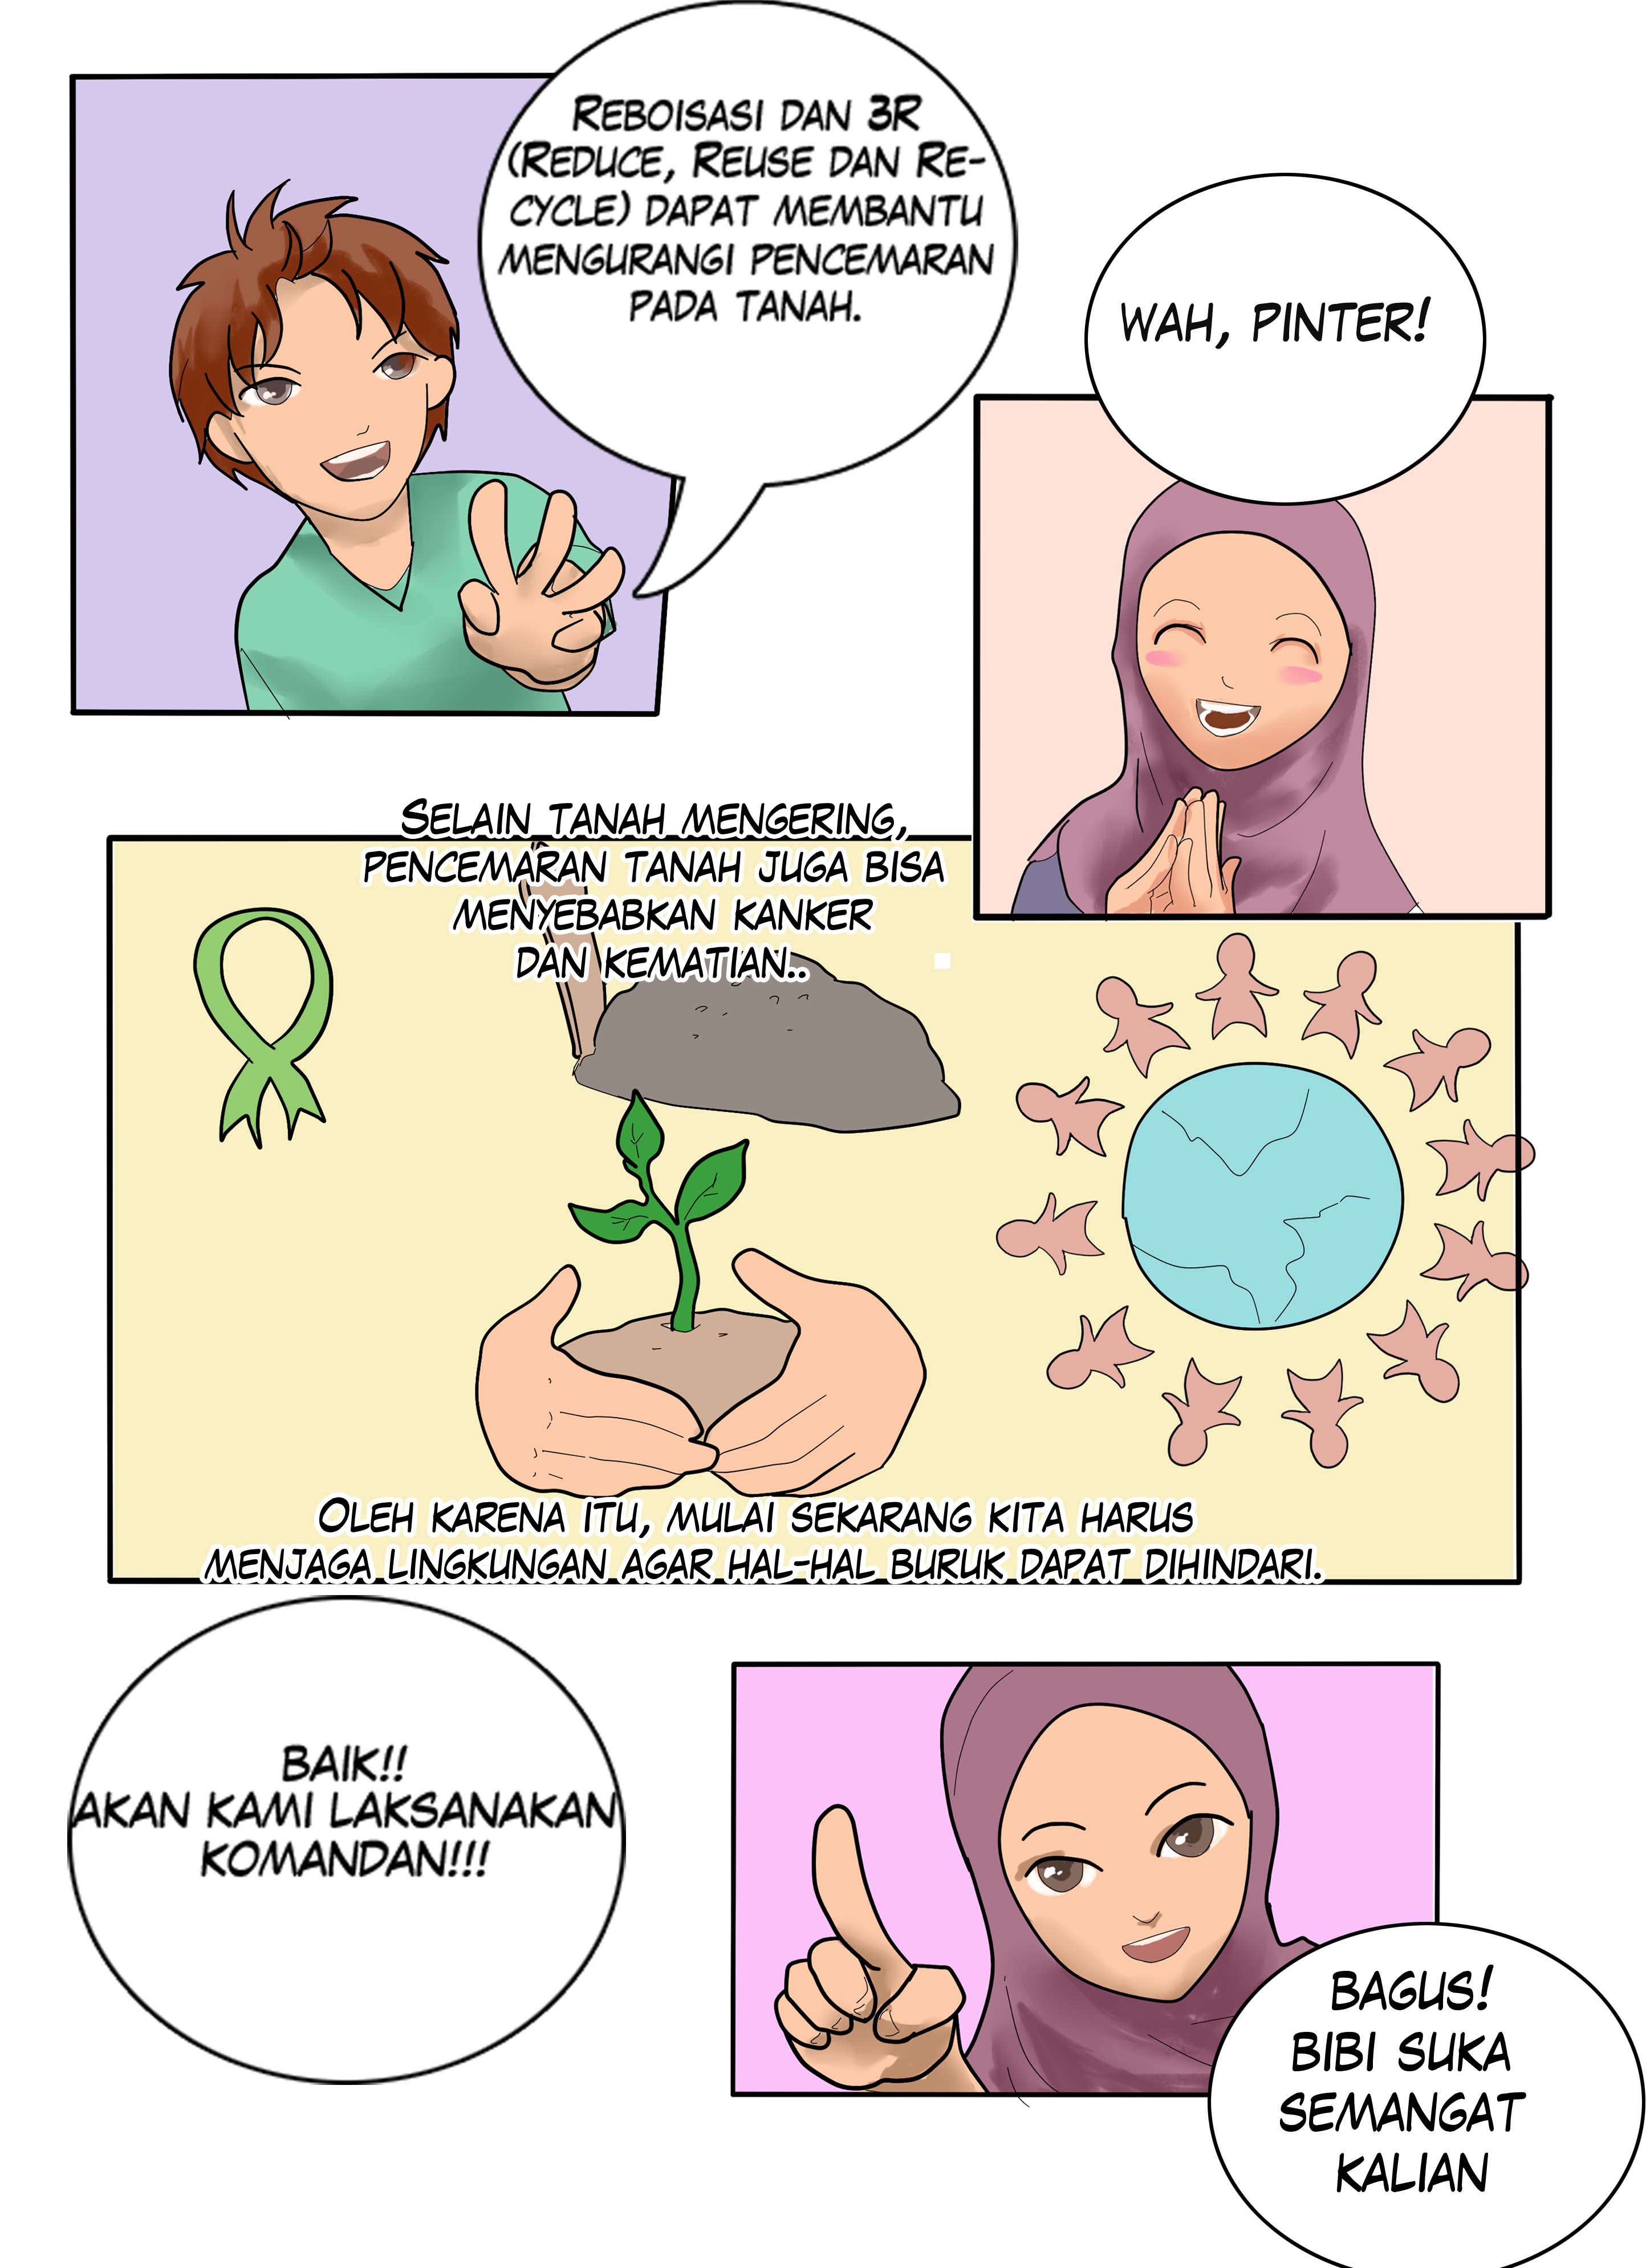 REBOISASI DAN 3R
(REDUCE, REUSE DAN RE-
CYCLE) DAPAT MEMBANTU
MENGURANGI PENCEMARAN
PADA TANAH.
WAH, PINTER!
SELAIN TANAH MENGERING,
PENCEMARAN TANAH JUGA BISA
MENYEBABKAN KANKER
DAN KEMATIAN..
OLEH KARENA ITU, MULAI SEKARANG KITA HARUS
MENJAGA LINGKUNGAN AGAR HAL-HAL BURUK DAPAT DIHINDARI.
BAIK!!
AKAN KAMI LAKSANAKAN
KOMANDAN!!!
BAGUS!
BIBI SUKA
SEMANGAT
KALIAN